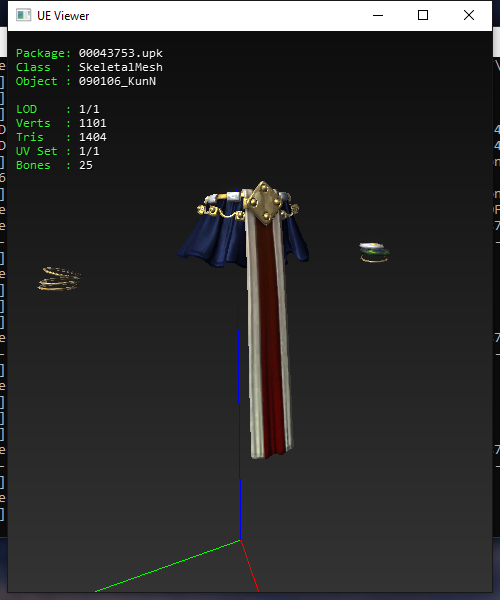 UE Viewer
Package: 00043753.upk
Class  : SkeletalMesh
Object : 090106_KunN
LOD    : 1/1
Verts  : 1101
Tris   : 1404
UV Set : 1/1
Bones  : 25